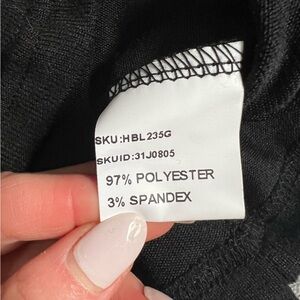 SKU:HBL235G
SKUID:31J0805
97% POLYESTER
3% SPANDEX